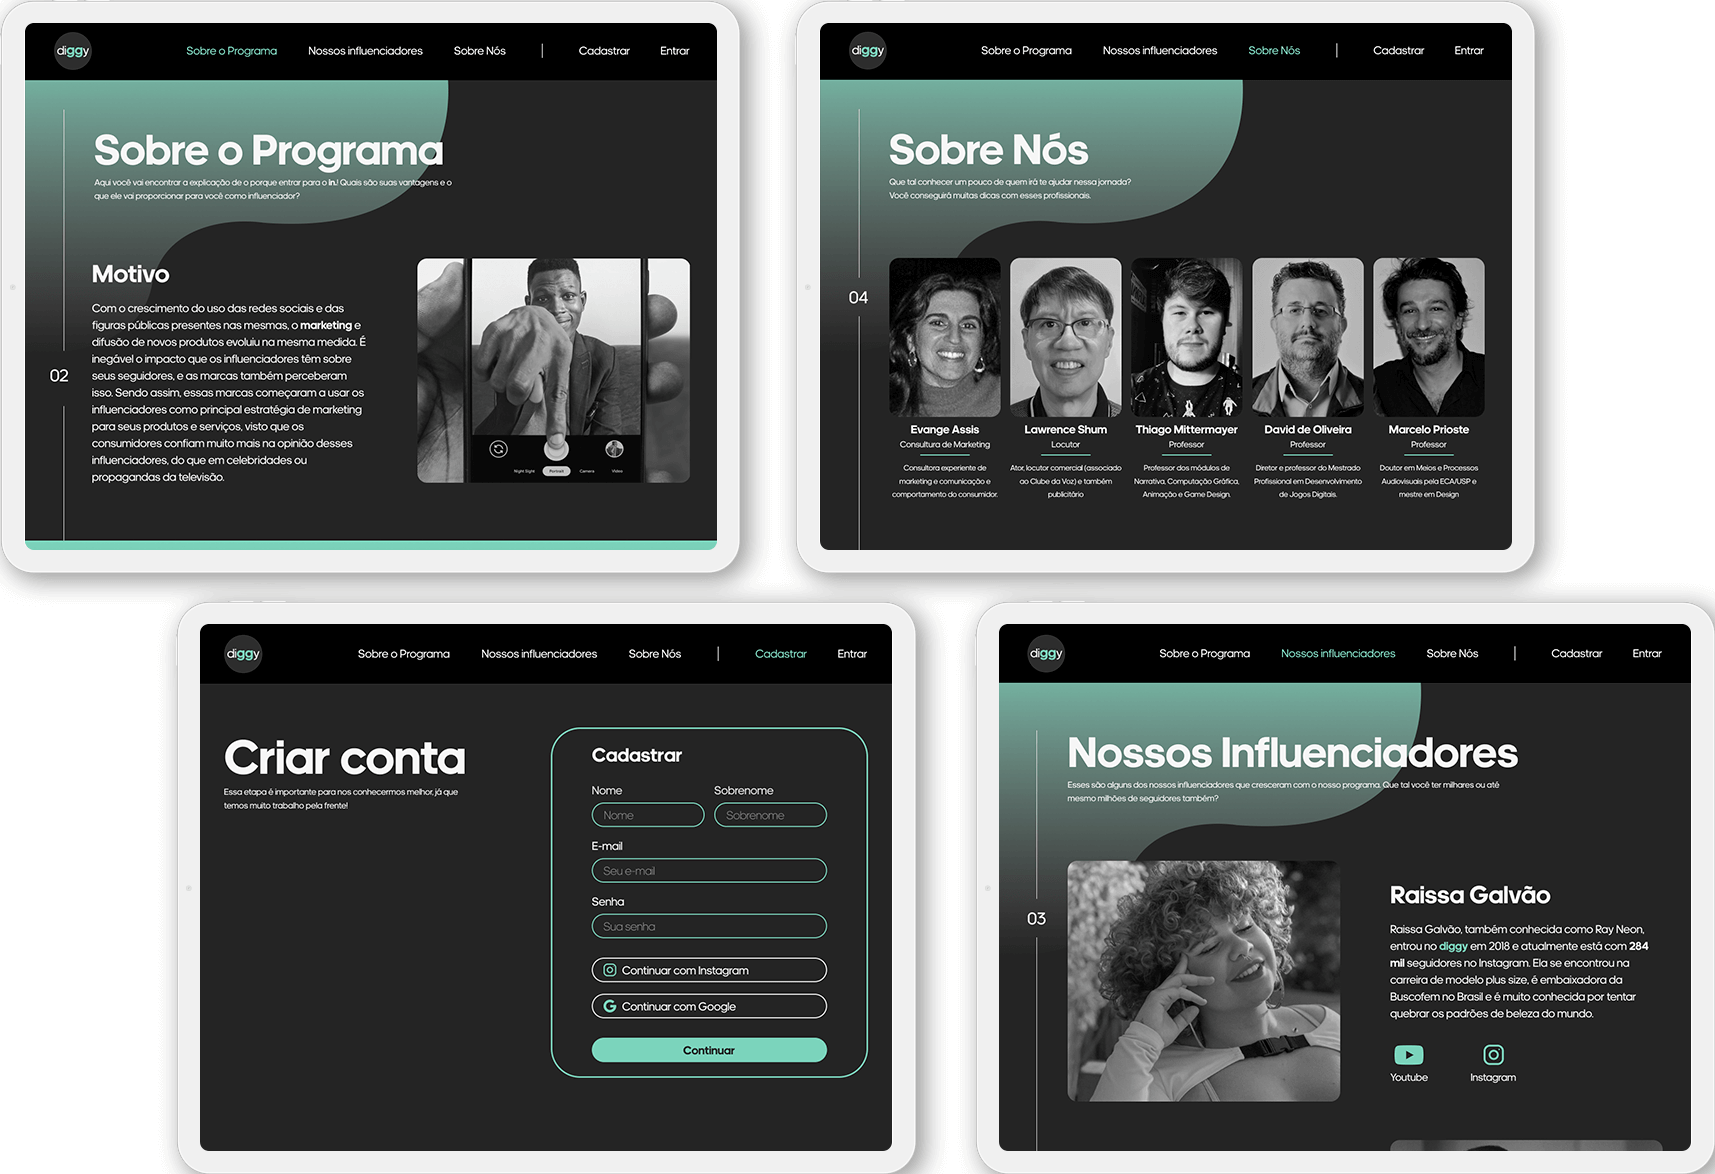 diggy
Sobre o Programa
Nossos influenciadores
Sobre Nós
Cadastrar
Entrar
Sobre o Programa
Aqui você vai encontrar a explicação de o porque entrar para o in.! Quais são suas vantagens e o
que ele vai proporcionar para você como influenciador?
02
Motivo
Com o crescimento do uso das redes sociais e das
figuras públicas presentes nas mesmas, o marketing e
difusão de novos produtos evoluiu na mesma medida. É
inegável o impacto que os influenciadores têm sobre
seus seguidores, e as marcas também perceberam
isso. Sendo assim, essas marcas começaram a usar os
influenciadores como principal estratégia de marketing
para seus produtos e serviços, visto que os
consumidores confiam muito mais na opinião desses
influenciadores, do que em celebridades ou
propagandas da televisão.
Night Sight
Portrait
Camera
Video
diggy
Sobre o Programa
Nossos influenciadores
Sobre Nós
Cadastrar
Entrar
Sobre Nós
Que tal conhecer um pouco de quem irá te ajudar nessa jornada?
Você conseguirá muitas dicas com esses profissionais.
04
Evange Assis
Consultura de Marketing
Consultora experiente de
marketing e comunicação e
comportamento do consumidor.
Lawrence Shum
Locutor
Ator, locutor comercial (associado
ao Clube da Voz) e também
publicitário
Thiago Mittermayer
Professor
Professor dos módulos de
Narrativa, Computação Gráfica,
Animação e Game Design.
David de Oliveira
Professor
Diretor e professor do Mestrado
Profissional em Desenvolvimento
de Jogos Digitais.
Marcelo Prioste
Professor
Doutor em Meios e Processos
Audiovisuais pela ECA/USP e
mestre em Design
diggy
Sobre o Programa
Nossos influenciadores
Sobre Nós
Cadastrar
Entrar
Criar conta
Essa etapa é importante para nos conhecermos melhor, já que
temos muito trabalho pela frente!
Cadastrar
Nome
Sobrenome
Nome
Sobrenome
E-mail
Seu e-mail
Senha
Sua senha
Continuar com Instagram
Continuar com Google
Continuar
diggy
Sobre o Programa
Nossos influenciadores
Sobre Nós
Cadastrar
Entrar
Nossos Influenciadores
Esses são alguns dos nossos influenciadores que cresceram com o nosso programa. Que tal você ter milhares ou até
mesmo milhões de seguidores também?
03
Raissa Galvão
Raissa Galvão, também conhecida como Ray Neon,
entrou no diggy em 2018 e atualmente está com 284
mil seguidores no Instagram. Ela se encontrou na
carreira de modelo plus size, é embaixadora da
Buscofem no Brasil e é muito conhecida por tentar
quebrar os padrões de beleza do mundo.
Youtube
Instagram